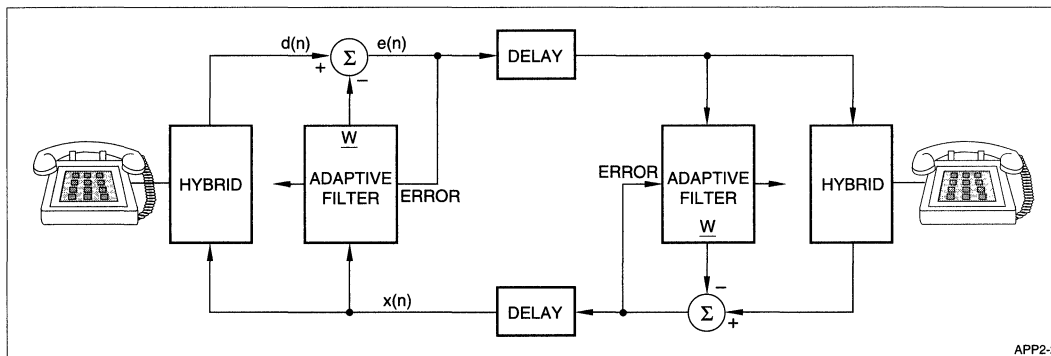 d(n)
+
Σ
e(n)
−
DELAY
HYBRID
W
ADAPTIVE
FILTER
ERROR
ERROR
ADAPTIVE
FILTER
W
HYBRID
x(n)
DELAY
−
Σ
+